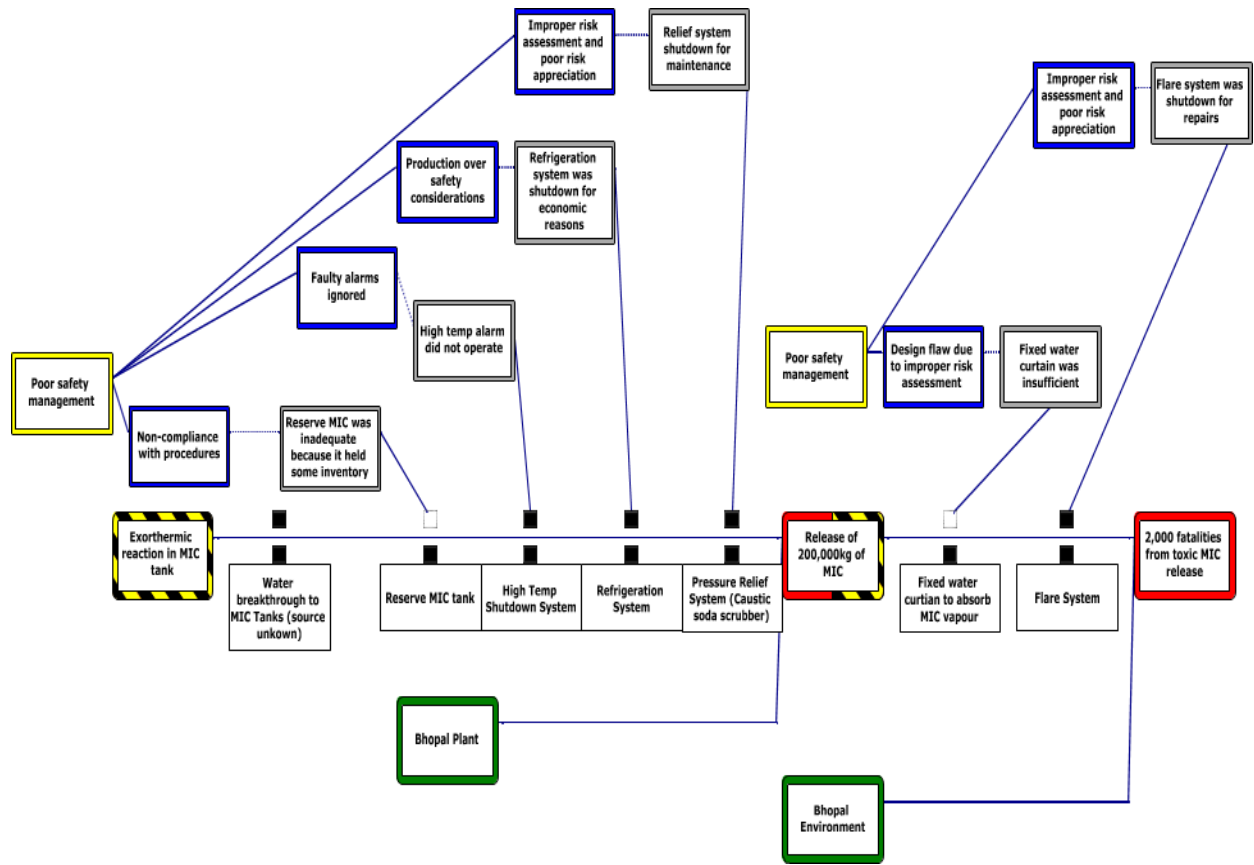 Improper risk
assessment and
poor risk
appreciation
Relief system
shutdown for
maintenance
Improper risk
assessment and
poor risk
appreciation
Flare system was
shutdown for
repairs
Production over
safety
considerations
Refrigeration
system was
shutdown for
economic
reasons
Faulty alarms
ignored
High temp alarm
did not operate
Poor safety
management
Poor safety
management
Design flaw due
to improper risk
assessment
Fixed water
curtain was
insufficient
Non-compliance
with procedures
Reserve MIC was
inadequate
because it held
some inventory
Exorthermic
reaction in MIC
tank
Release of
200,000kg of
MIC
2,000 fatalities
from toxic MIC
release
Water
breakthrough to
MIC Tanks (source
unkown)
Reserve MIC tank
High Temp
Shutdown System
Refrigeration
System
Pressure Relief
System (Caustic
soda scrubber)
Fixed water
curtian to absorb
MIC vapour
Flare System
Bhopal Plant
Bhopal
Environment